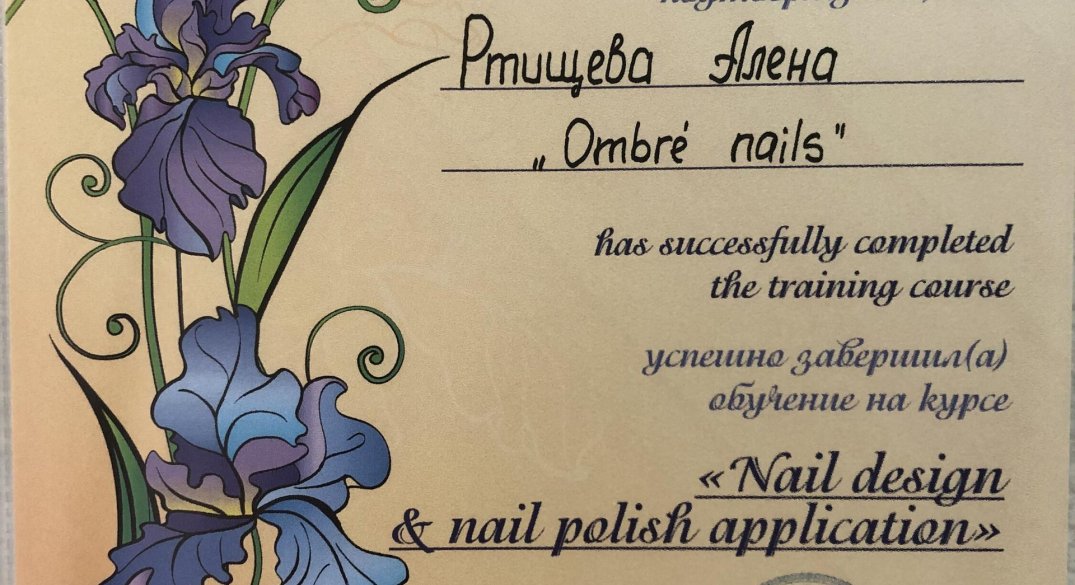 Ртищева Алена
„Ombré nails"
has successfully completed
the training course
успешно завершил(а)
обучение на курсе
«Nail design
& nail polish application»